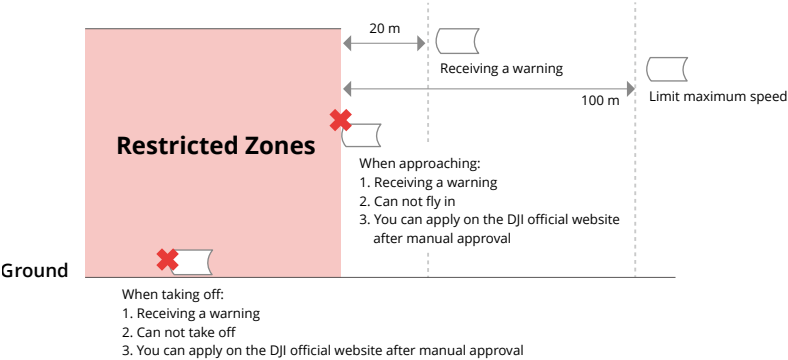 20 m
Receiving a warning
100 m
Limit maximum speed
Restricted Zones
When approaching:
1. Receiving a warning
2. Can not fly in
3. You can apply on the DJI official website
after manual approval
Ground
When taking off:
1. Receiving a warning
2. Can not take off
3. You can apply on the DJI official website after manual approval